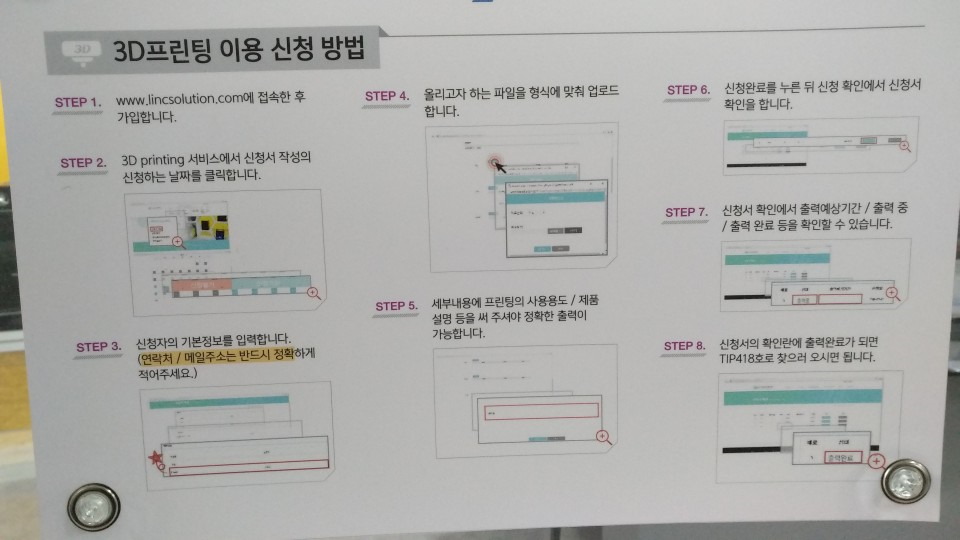 3D
3D프린팅 이용 신청 방법
STEP 1.
www.lincsolution.com에 접속한 후
가입합니다.
STEP 2.
3D printing 서비스에서 신청서 작성의
신청하는 날짜를 클릭합니다.
STEP 3.
신청자의 기본정보를 입력합니다.
(연락처 / 메일주소는 반드시 정확하게
적어주세요.)
STEP 4.
올리고자 하는 파일을 형식에 맞춰 업로드
합니다.
STEP 5.
세부내용에 프린팅의 사용용도 / 제품
설명 등을 써 주셔야 정확한 출력이
가능합니다.
STEP 6.
신청완료를 누른 뒤 신청 확인에서 신청서
확인을 합니다.
STEP 7.
신청서 확인에서 출력예상기간 / 출력 중
/ 출력 완료 등을 확인할 수 있습니다.
STEP 8.
신청서의 확인란에 출력완료가 되면
TIP418호로 찾으러 오시면 됩니다.
출력완료